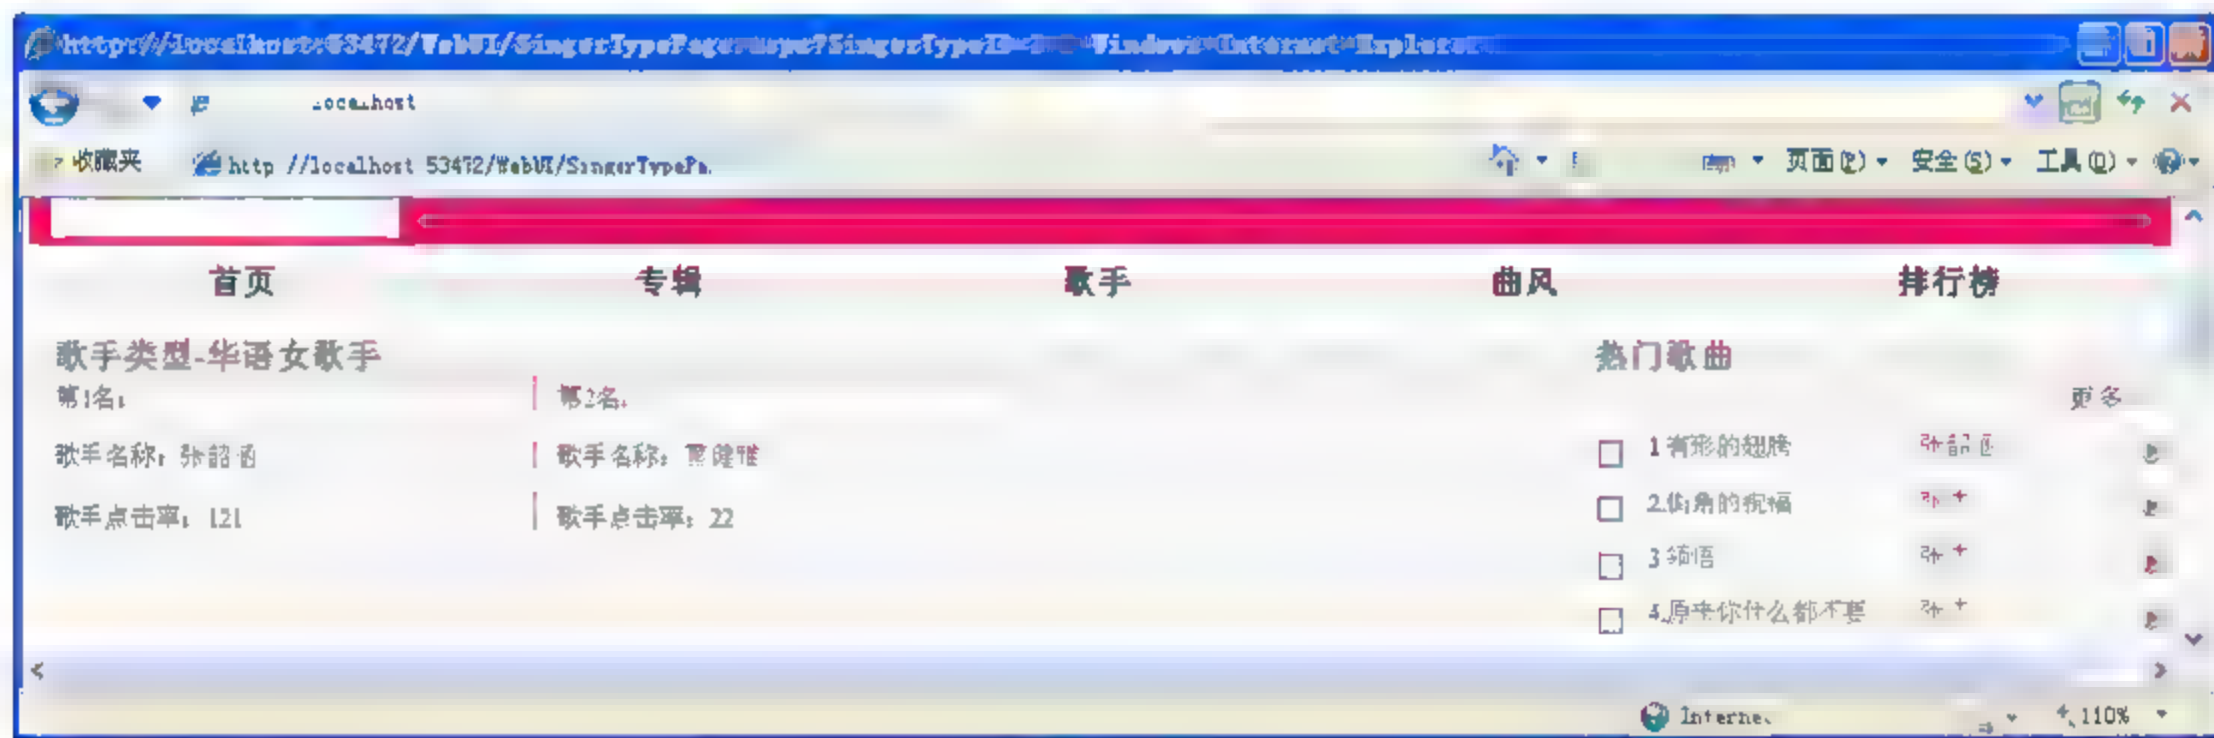 localhost
收藏夹 http //localhost 53472/WebUI/SingerTypePa.
页面(P) 安全(S) 工具(O)
首页 专辑 歌手 曲风 排行榜
歌手类型-华语女歌手 热门歌曲
第1名: 第2名: 更多
歌手名称: 张韶涵 歌手名称:
1 有形的翅膀 张韶涵
歌手点击率: 121 歌手点击率: 22
2.街角的祝福
3 领悟
4.原来你什么都不要
110%